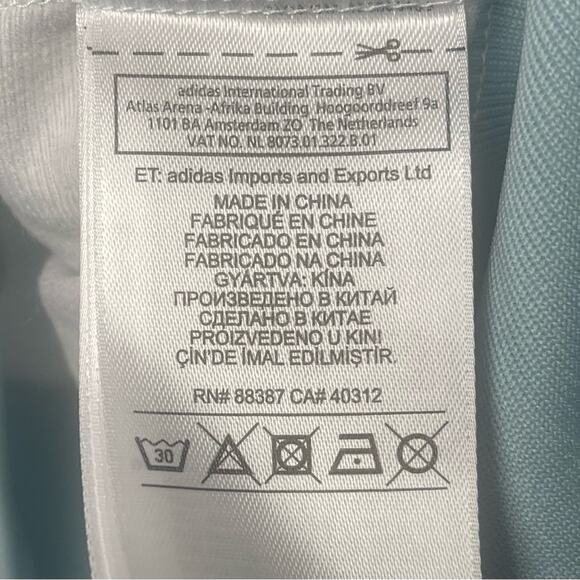 adidas International Trading BV
Atlas Arena -Afrika Building, Hoogoorddreef 9a
1101 BA Amsterdam ZO The Netherlands
VAT NO. NL 8073.01.322.B.01
ET: adidas Imports and Exports Ltd
MADE IN CHINA
FABRIQUÉ EN CHINE
FABRICADO EN CHINA
FABRICADO NA CHINA
GYÁRTVA: KÍNA
ПРОИЗВЕДЕНО В КИТАЙ
СДЕЛАНО В КИТАЕ
PROIZVEDENO U KINI
ÇİN'DE İMAL EDİLMİŞTİR.
RN# 88387 CA# 40312
30